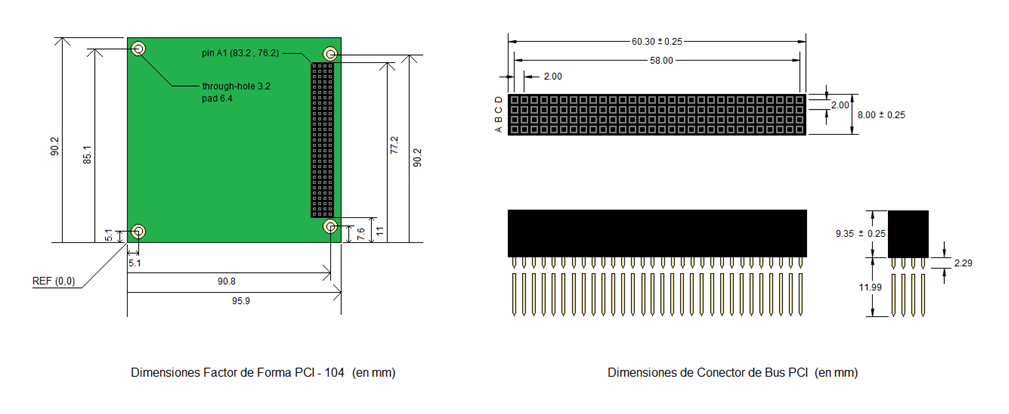 pin A1 (83.2 , 76.2)
through-hole 3.2
pad 6.4
90.2
85.1
77.2
90.2
5.1
5.1
7.6
11
REF (0,0)
90.8
95.9
Dimensiones Factor de Forma PCI - 104 (en mm)
60.30 ± 0.25
58.00
2.00
A B C D
2.00
8.00 ± 0.25
9.35 ± 0.25
2.29
11.99
Dimensiones de Conector de Bus PCI (en mm)